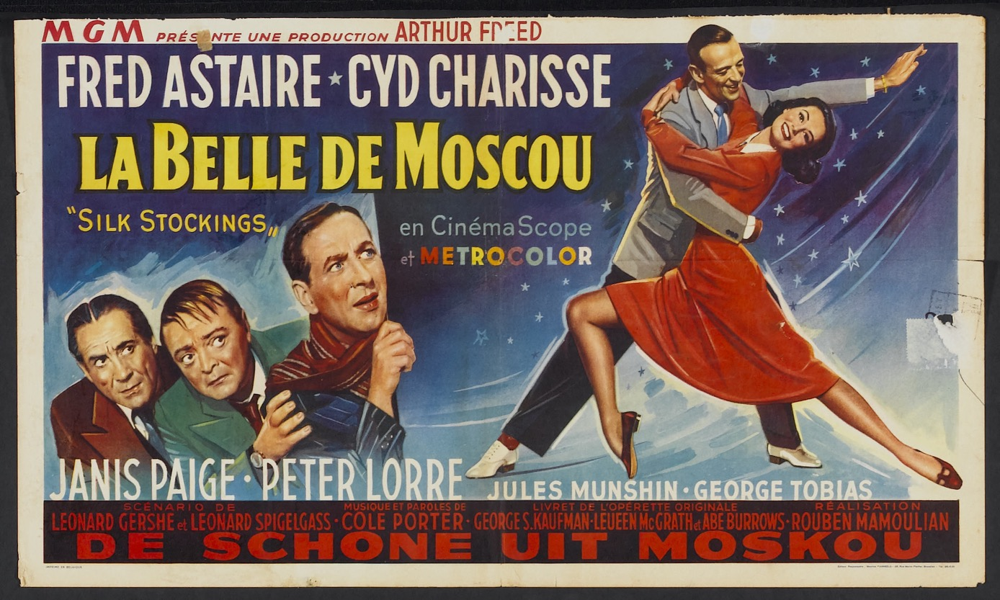 MGM PRÉSENTE UNE PRODUCTION ARTHUR FREED
FRED ASTAIRE ★ CYD CHARISSE
LA BELLE DE MOSCOU
"SILK STOCKINGS„
en CinémaScope
et METROCOLOR
JANIS PAIGE · PETER LORRE
JULES MUNSHIN · GEORGE TOBIAS
SCÉNARIO DE MUSIQUE ET PAROLES DE LIVRET DE L'OPÉRETTE ORIGINALE RÉALISATION
LEONARD GERSHE et LEONARD SPIGELGASS · COLE PORTER · GEORGE S. KAUFMAN · LEUEEN McGRATH et ABE BURROWS · ROUBEN MAMOULIAN
DE SCHONE UIT MOSKOU
IMPRIMÉ EN BELGIQUE